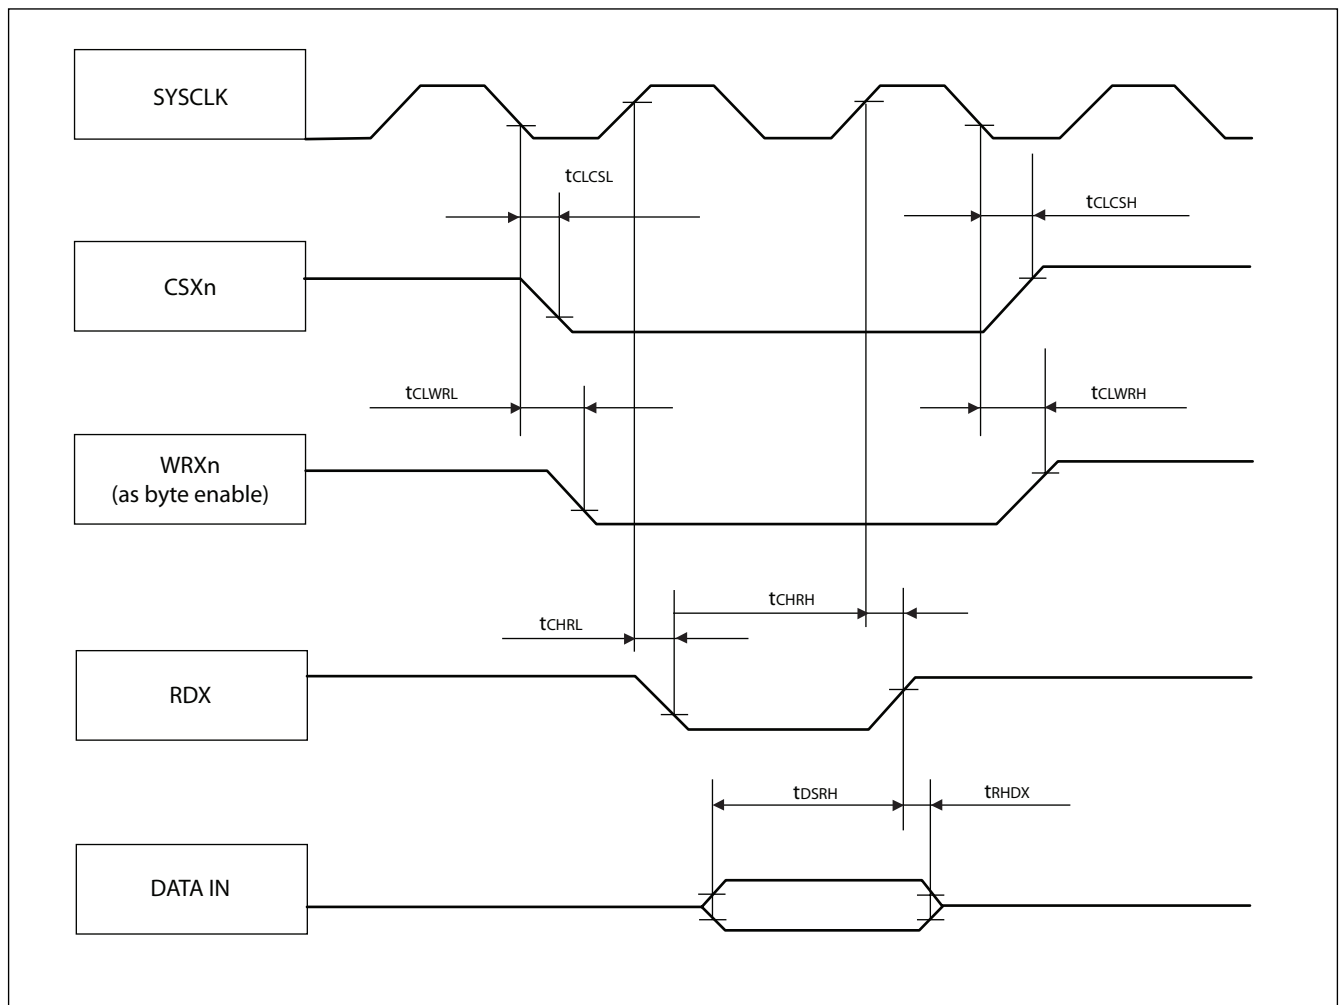 SYSCLK
tCLCSL
tCLCSH
CSXn
tCLWRL
tCLWRH
WRXn
(as byte enable)
tCHRH
tCHRL
RDX
tDSRH
tRHDX
DATA IN